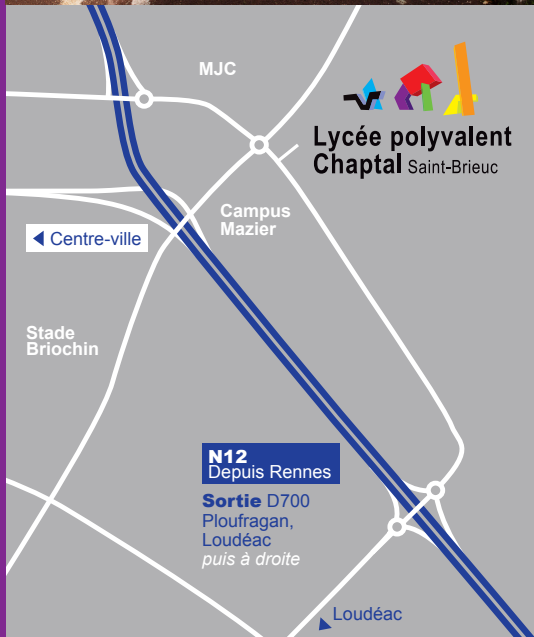 MJC
Lycée polyvalent
Chaptal Saint-Brieuc
Campus
Mazier
Centre-ville
Stade
Briochin
N12
Depuis Rennes
Sortie D700
Ploufragan,
Loudéac
puis à droite
Loudéac